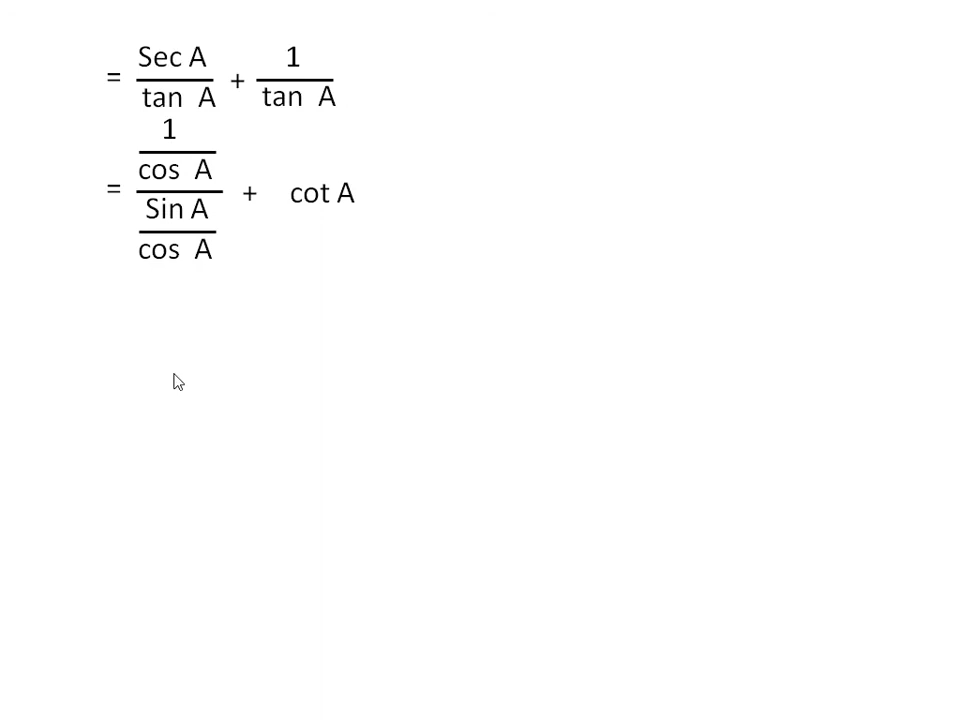 = Sec A / tan A + 1 / tan A
= 1 / cos A / Sin A / cos A + cot A